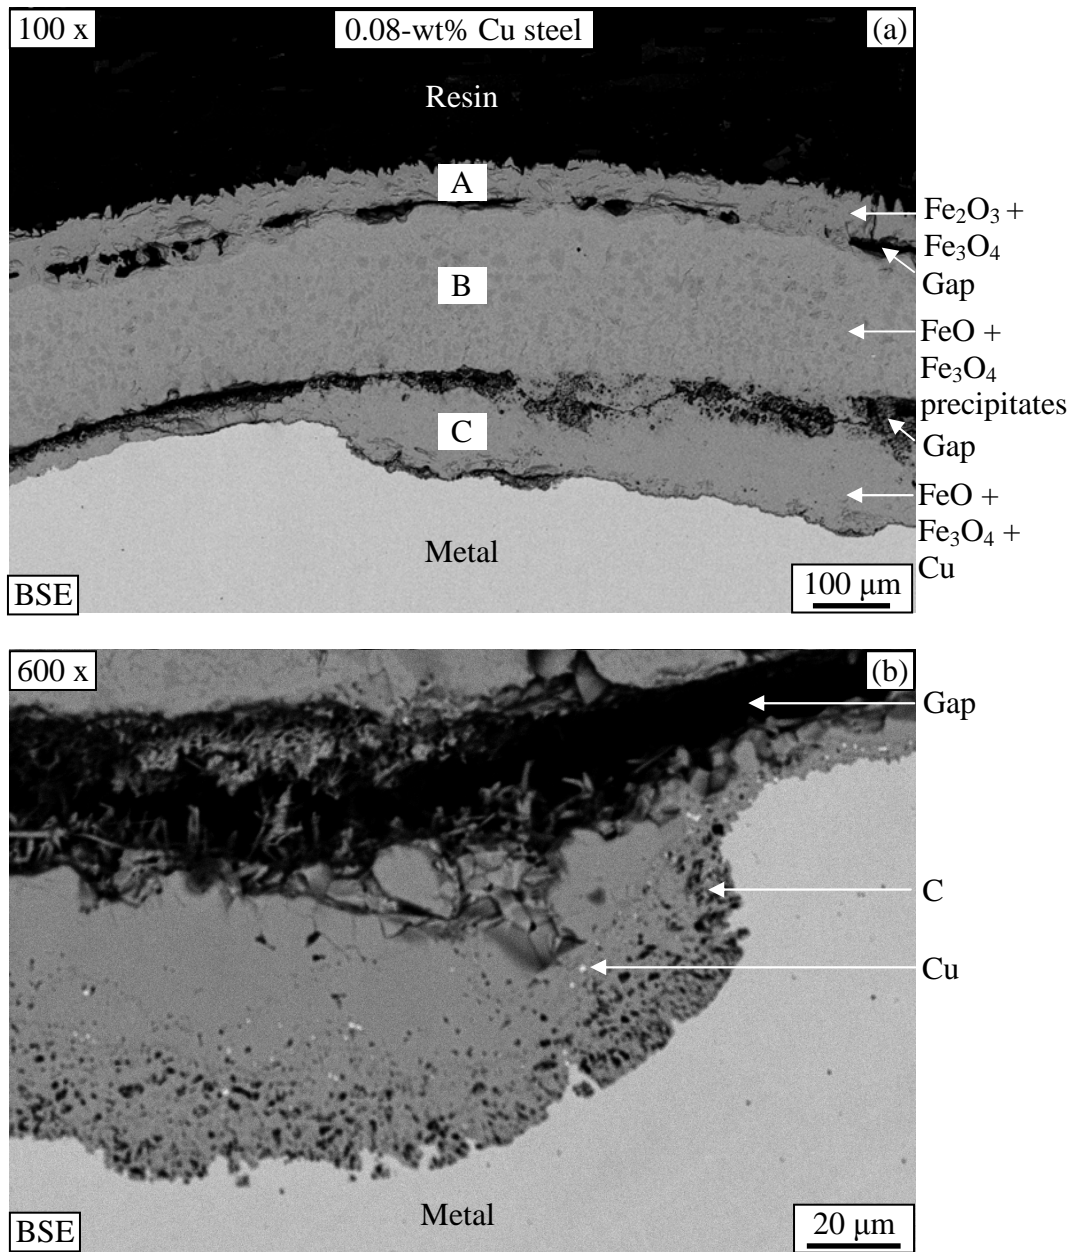 100 x
0.08-wt% Cu steel
(a)
Resin
A
B
C
Metal
BSE
100 μm
Fe₂O₃ +
Fe₃O₄
Gap
FeO +
Fe₃O₄
precipitates
Gap
FeO +
Fe₃O₄ +
Cu
600 x
(b)
Gap
C
Cu
Metal
BSE
20 μm